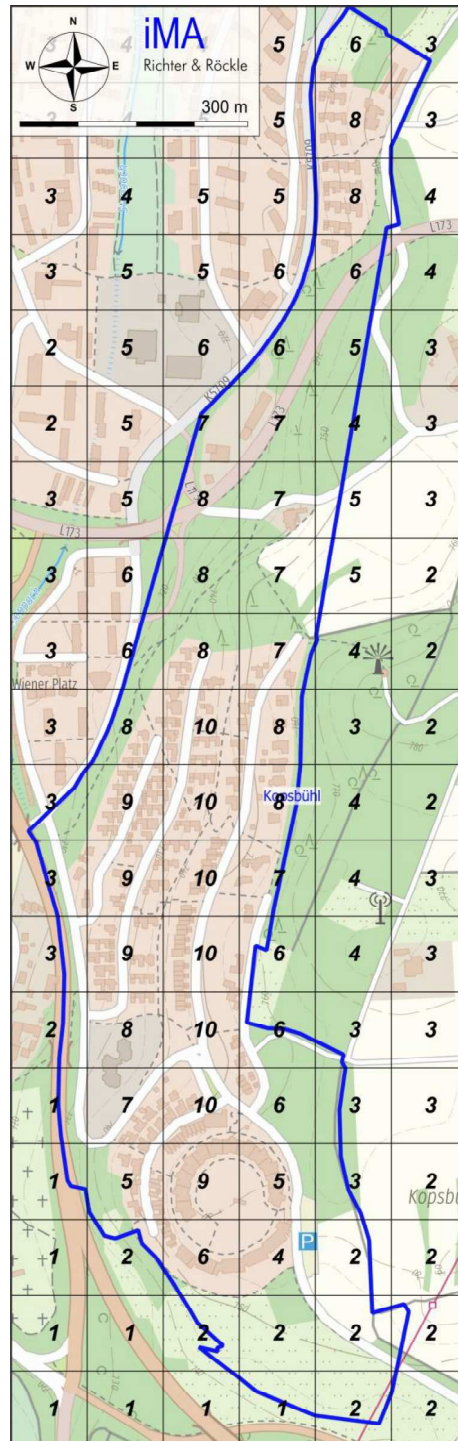 N
W E
S
iMA
Richter & Röckle
300 m
5 6 3
5 8 3
K5709
3 4 5 5 8 4
L173
3 5 5 6 6 4
2 5 6 6 5 3
K5709
2 5 7 7 4 3
3 5 8 7 5 3
L173
3 6 8 7 5 2
3 6 8 7 4 2
Wiener Platz
3 8 10 8 3 2
3 9 10 8 4 2
Kopsbühl
3 9 10 7 4 3
3 9 10 6 4 3
2 8 10 6 3 3
1 7 10 6 3 3
1 5 9 5 3 2
Kopsbü
P
1 2 6 4 2 2
1 1 2 2 2 2
1 1 1 1 2 2